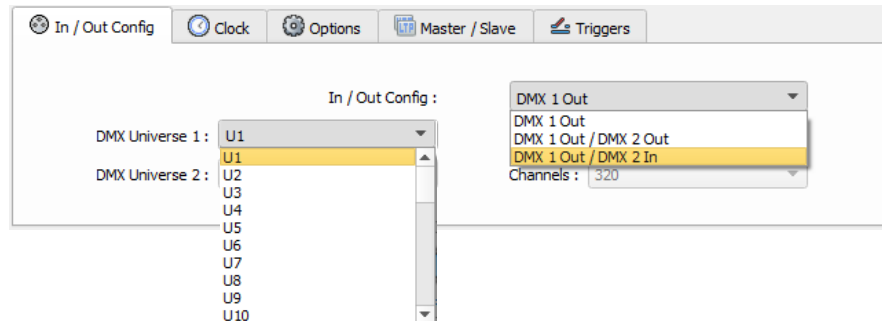 In / Out Config Clock Options LTP Master / Slave Triggers
In / Out Config : DMX 1 Out
DMX 1 Out
DMX 1 Out / DMX 2 Out
DMX 1 Out / DMX 2 In
DMX Universe 1 : U1
U1
DMX Universe 2 : U2
Channels : 320
U3
U4
U5
U6
U7
U8
U9
U10